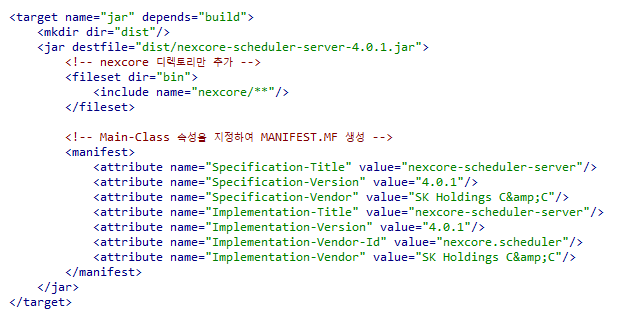 <target name="jar" depends="build">
    <mkdir dir="dist"/>
    <jar destfile="dist/nexcore-scheduler-server-4.0.1.jar">
        <!-- nexcore 디렉토리만 추가 -->
        <fileset dir="bin">
            <include name="nexcore/**"/>
        </fileset>

        <!-- Main-Class 속성을 지정하여 MANIFEST.MF 생성 -->
        <manifest>
            <attribute name="Specification-Title" value="nexcore-scheduler-server"/>
            <attribute name="Specification-Version" value="4.0.1"/>
            <attribute name="Specification-Vendor" value="SK Holdings C&amp;C"/>
            <attribute name="Implementation-Title" value="nexcore-scheduler-server"/>
            <attribute name="Implementation-Version" value="4.0.1"/>
            <attribute name="Implementation-Vendor-Id" value="nexcore.scheduler"/>
            <attribute name="Implementation-Vendor" value="SK Holdings C&amp;C"/>
        </manifest>
    </jar>
</target>